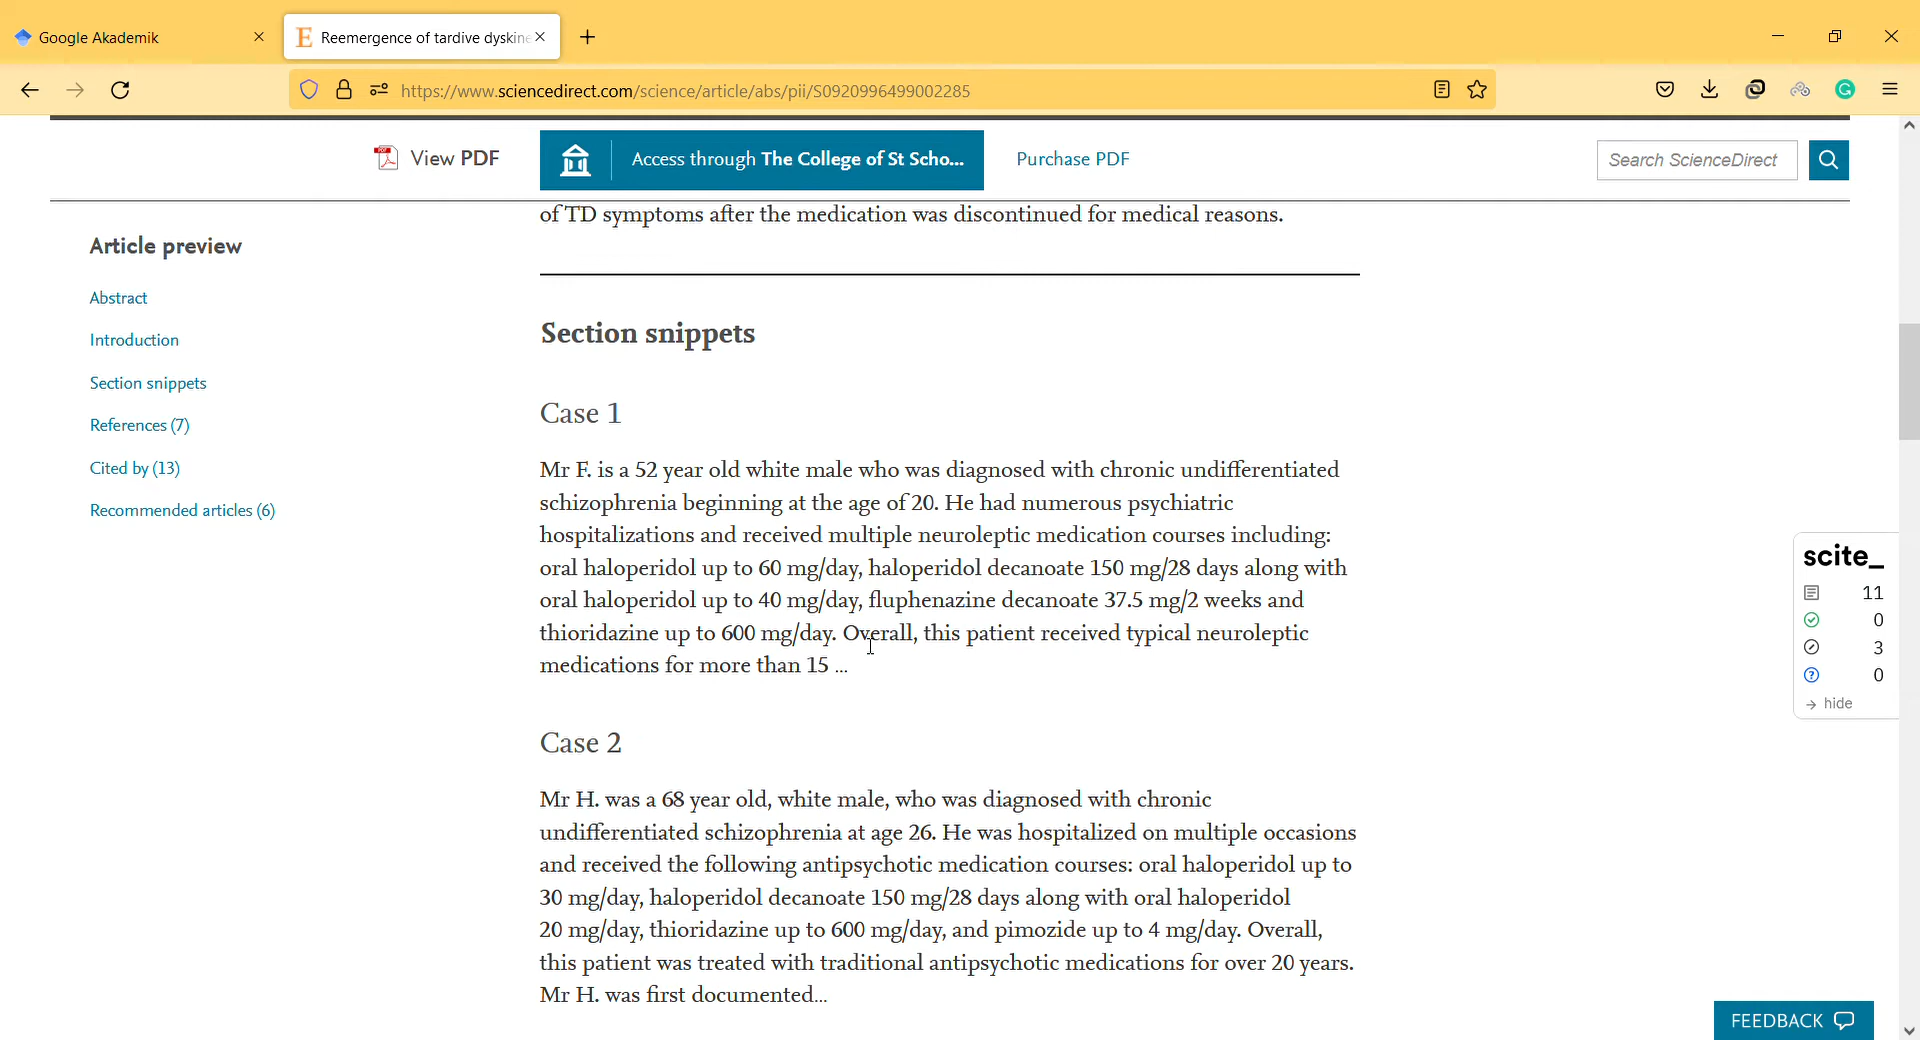 Google Akademik
Reemergence of tardive dyskine
https://www.sciencedirect.com/science/article/abs/pii/S0920996499002285
View PDF
Access through The College of St Scho...
Purchase PDF
Search ScienceDirect
of TD symptoms after the medication was discontinued for medical reasons.
Article preview
Abstract
Introduction
Section snippets
References (7)
Cited by (13)
Recommended articles (6)
Section snippets
Case 1
Mr F. is a 52 year old white male who was diagnosed with chronic undifferentiated
schizophrenia beginning at the age of 20. He had numerous psychiatric
hospitalizations and received multiple neuroleptic medication courses including:
oral haloperidol up to 60 mg/day, haloperidol decanoate 150 mg/28 days along with
oral haloperidol up to 40 mg/day, fluphenazine decanoate 37.5 mg/2 weeks and
thioridazine up to 600 mg/day. Overall, this patient received typical neuroleptic
medications for more than 15 ...
Case 2
Mr H. was a 68 year old, white male, who was diagnosed with chronic
undifferentiated schizophrenia at age 26. He was hospitalized on multiple occasions
and received the following antipsychotic medication courses: oral haloperidol up to
30 mg/day, haloperidol decanoate 150 mg/28 days along with oral haloperidol
20 mg/day, thioridazine up to 600 mg/day, and pimozide up to 4 mg/day. Overall,
this patient was treated with traditional antipsychotic medications for over 20 years.
Mr H. was first documented...
scite_
11
0
3
0
hide
FEEDBACK